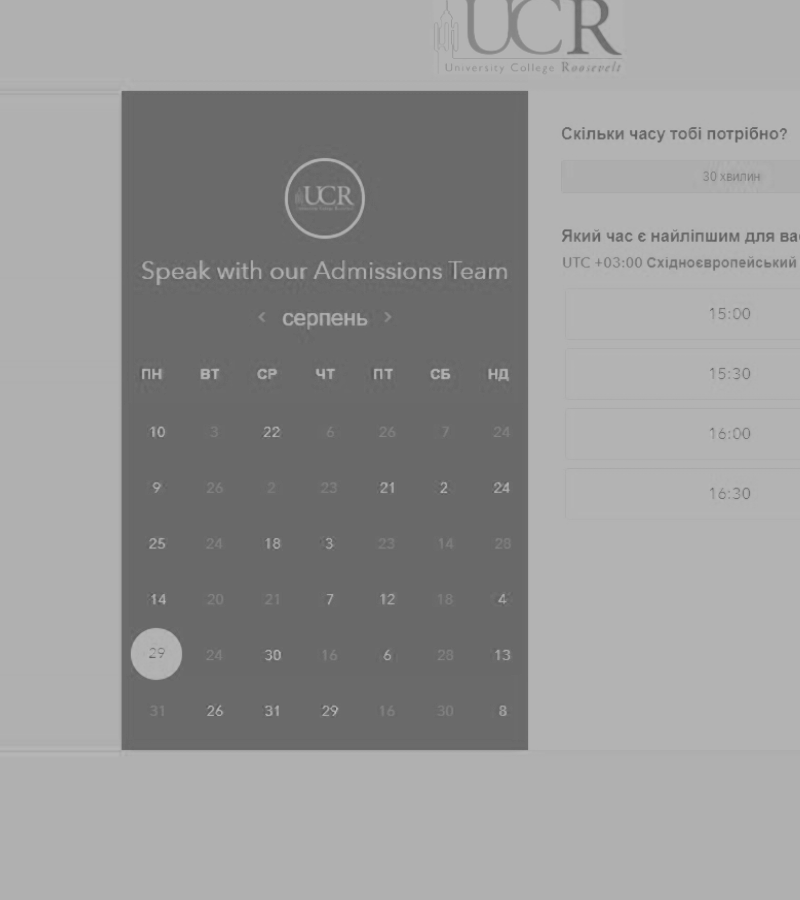 UCR
University College Roosevelt
UCR
Speak with our Admissions Team
‹ серпень ›
ПН ВТ СР ЧТ ПТ СБ НД
10 3 22 6 26 7 24
9 26 2 23 21 2 24
25 24 18 3 23 14 28
14 20 21 7 12 18 4
29 24 30 16 6 28 13
31 26 31 29 16 30 8
Скільки часу тобі потрібно?
30 хвилин
Який час є найліпшим для
UTC +03:00 Східноєвропейський
15:00
15:30
16:00
16:30